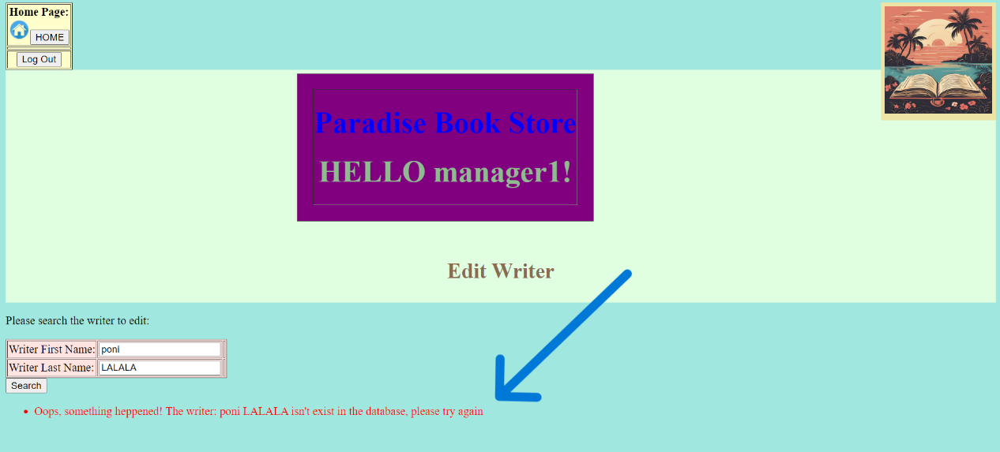 Home Page:
HOME
Log Out
Paradise Book Store
HELLO manager1!
Edit Writer
Please search the writer to edit:
Writer First Name: poni
Writer Last Name: LALALA
Search
Oops, something heppened! The writer: poni LALALA isn't exist in the database, please try again